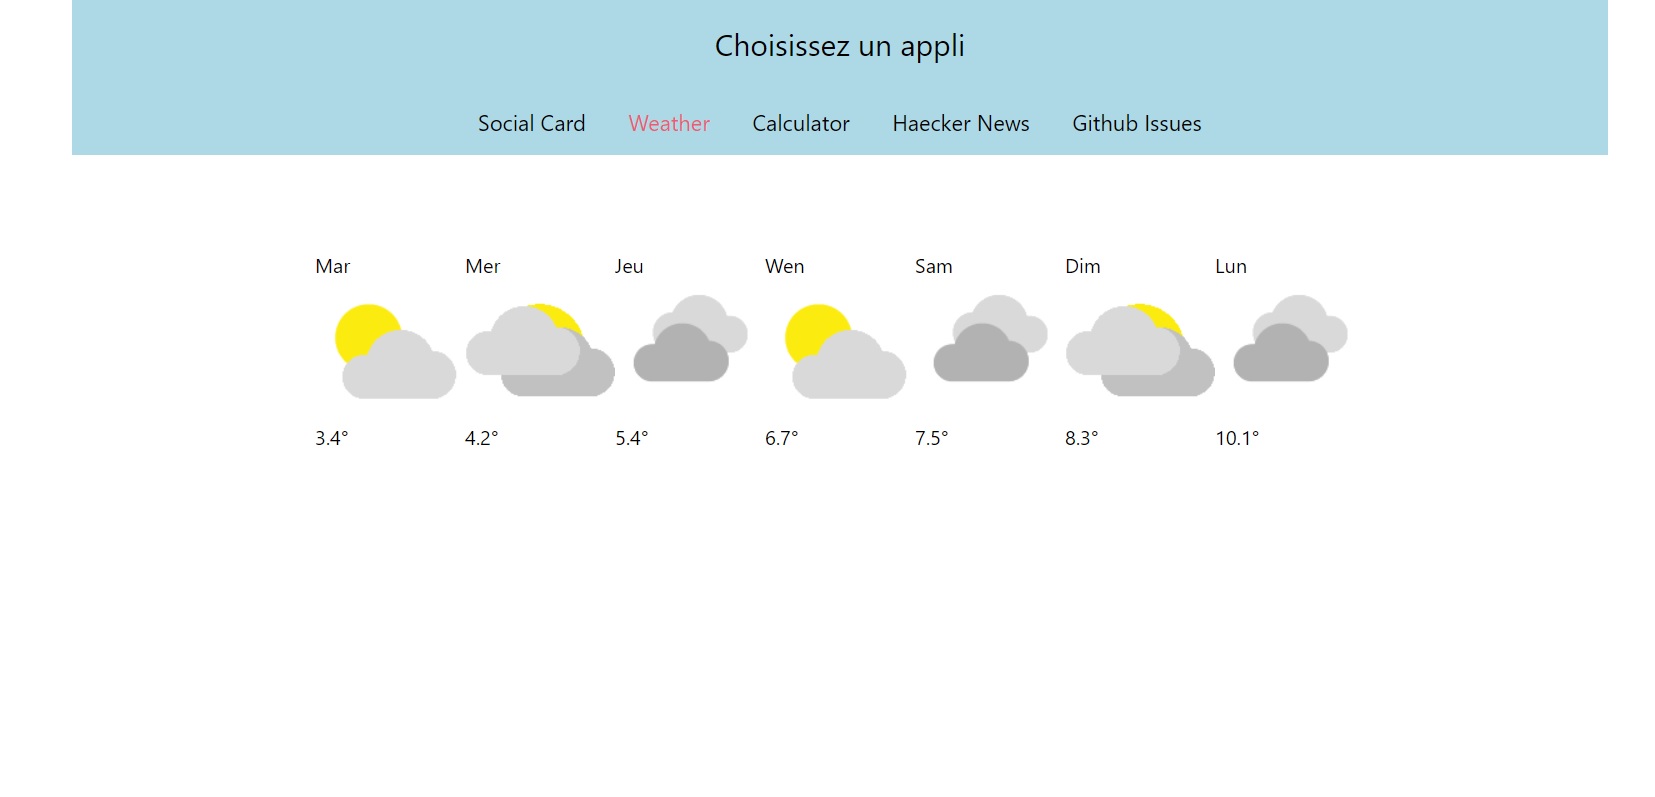 Choisissez un appli
Social Card Weather Calculator Haecker News Github Issues
Mar Mer Jeu Wen Sam Dim Lun
3.4° 4.2° 5.4° 6.7° 7.5° 8.3° 10.1°